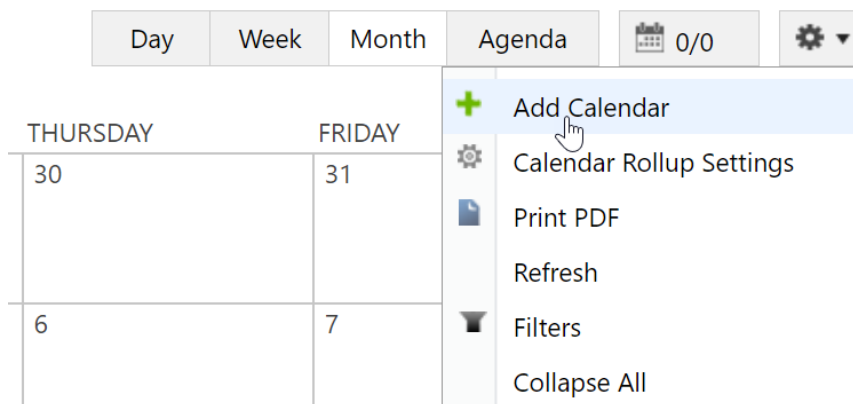 Day Week Month Agenda 0/0
Add Calendar
THURSDAY FRIDAY
Calendar Rollup Settings
30 31
Print PDF
Refresh
6 7
Filters
Collapse All